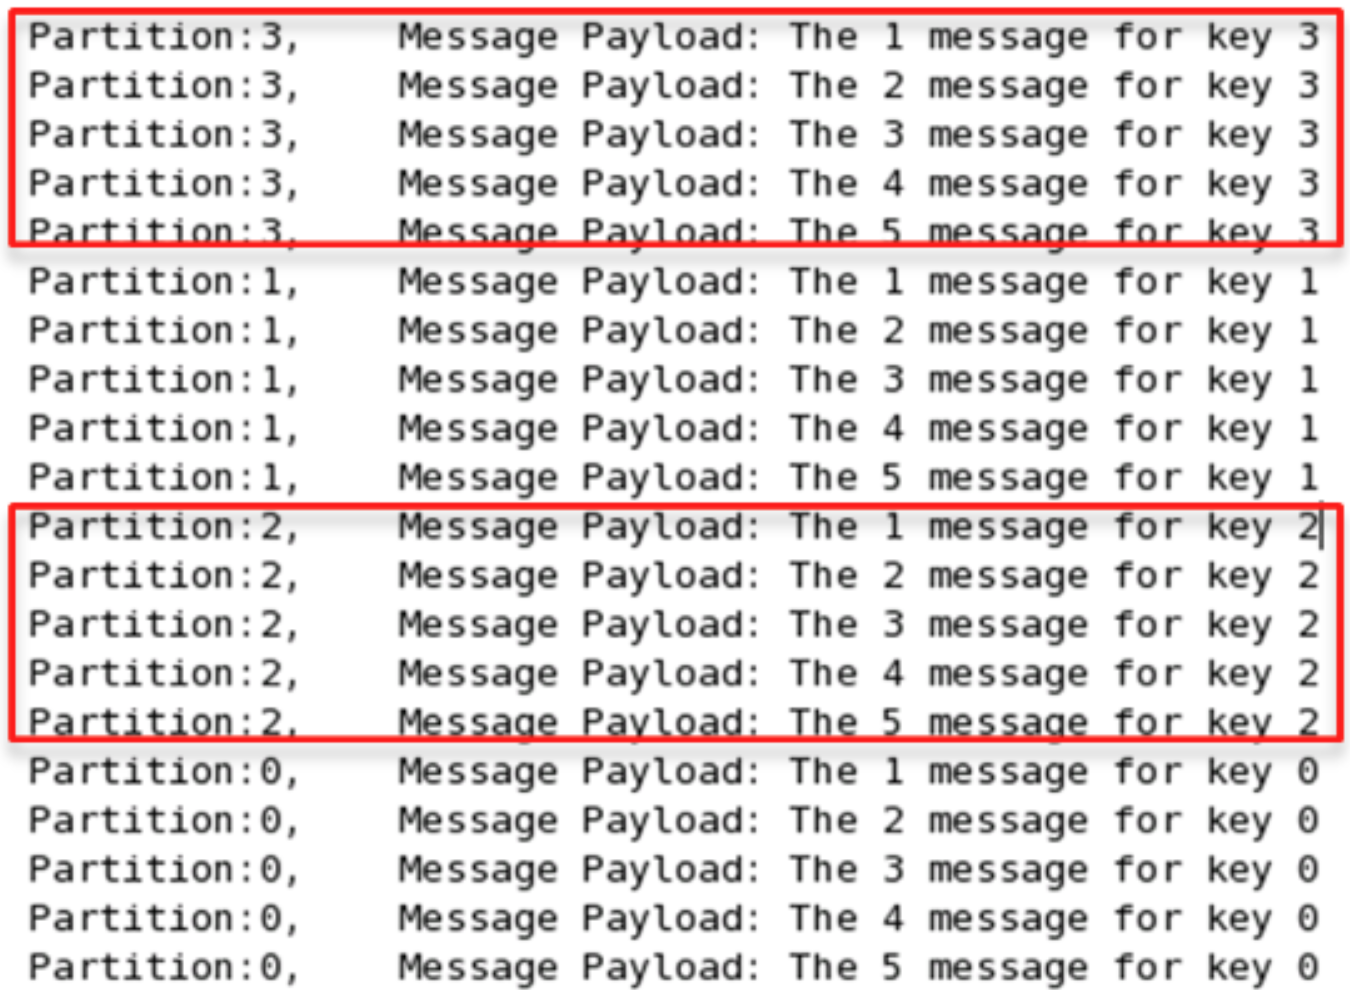 Partition:3,    Message Payload: The 1 message for key 3
Partition:3,    Message Payload: The 2 message for key 3
Partition:3,    Message Payload: The 3 message for key 3
Partition:3,    Message Payload: The 4 message for key 3
Partition:3,    Message Payload: The 5 message for key 3
Partition:1,    Message Payload: The 1 message for key 1
Partition:1,    Message Payload: The 2 message for key 1
Partition:1,    Message Payload: The 3 message for key 1
Partition:1,    Message Payload: The 4 message for key 1
Partition:1,    Message Payload: The 5 message for key 1
Partition:2,    Message Payload: The 1 message for key 2
Partition:2,    Message Payload: The 2 message for key 2
Partition:2,    Message Payload: The 3 message for key 2
Partition:2,    Message Payload: The 4 message for key 2
Partition:2,    Message Payload: The 5 message for key 2
Partition:0,    Message Payload: The 1 message for key 0
Partition:0,    Message Payload: The 2 message for key 0
Partition:0,    Message Payload: The 3 message for key 0
Partition:0,    Message Payload: The 4 message for key 0
Partition:0,    Message Payload: The 5 message for key 0